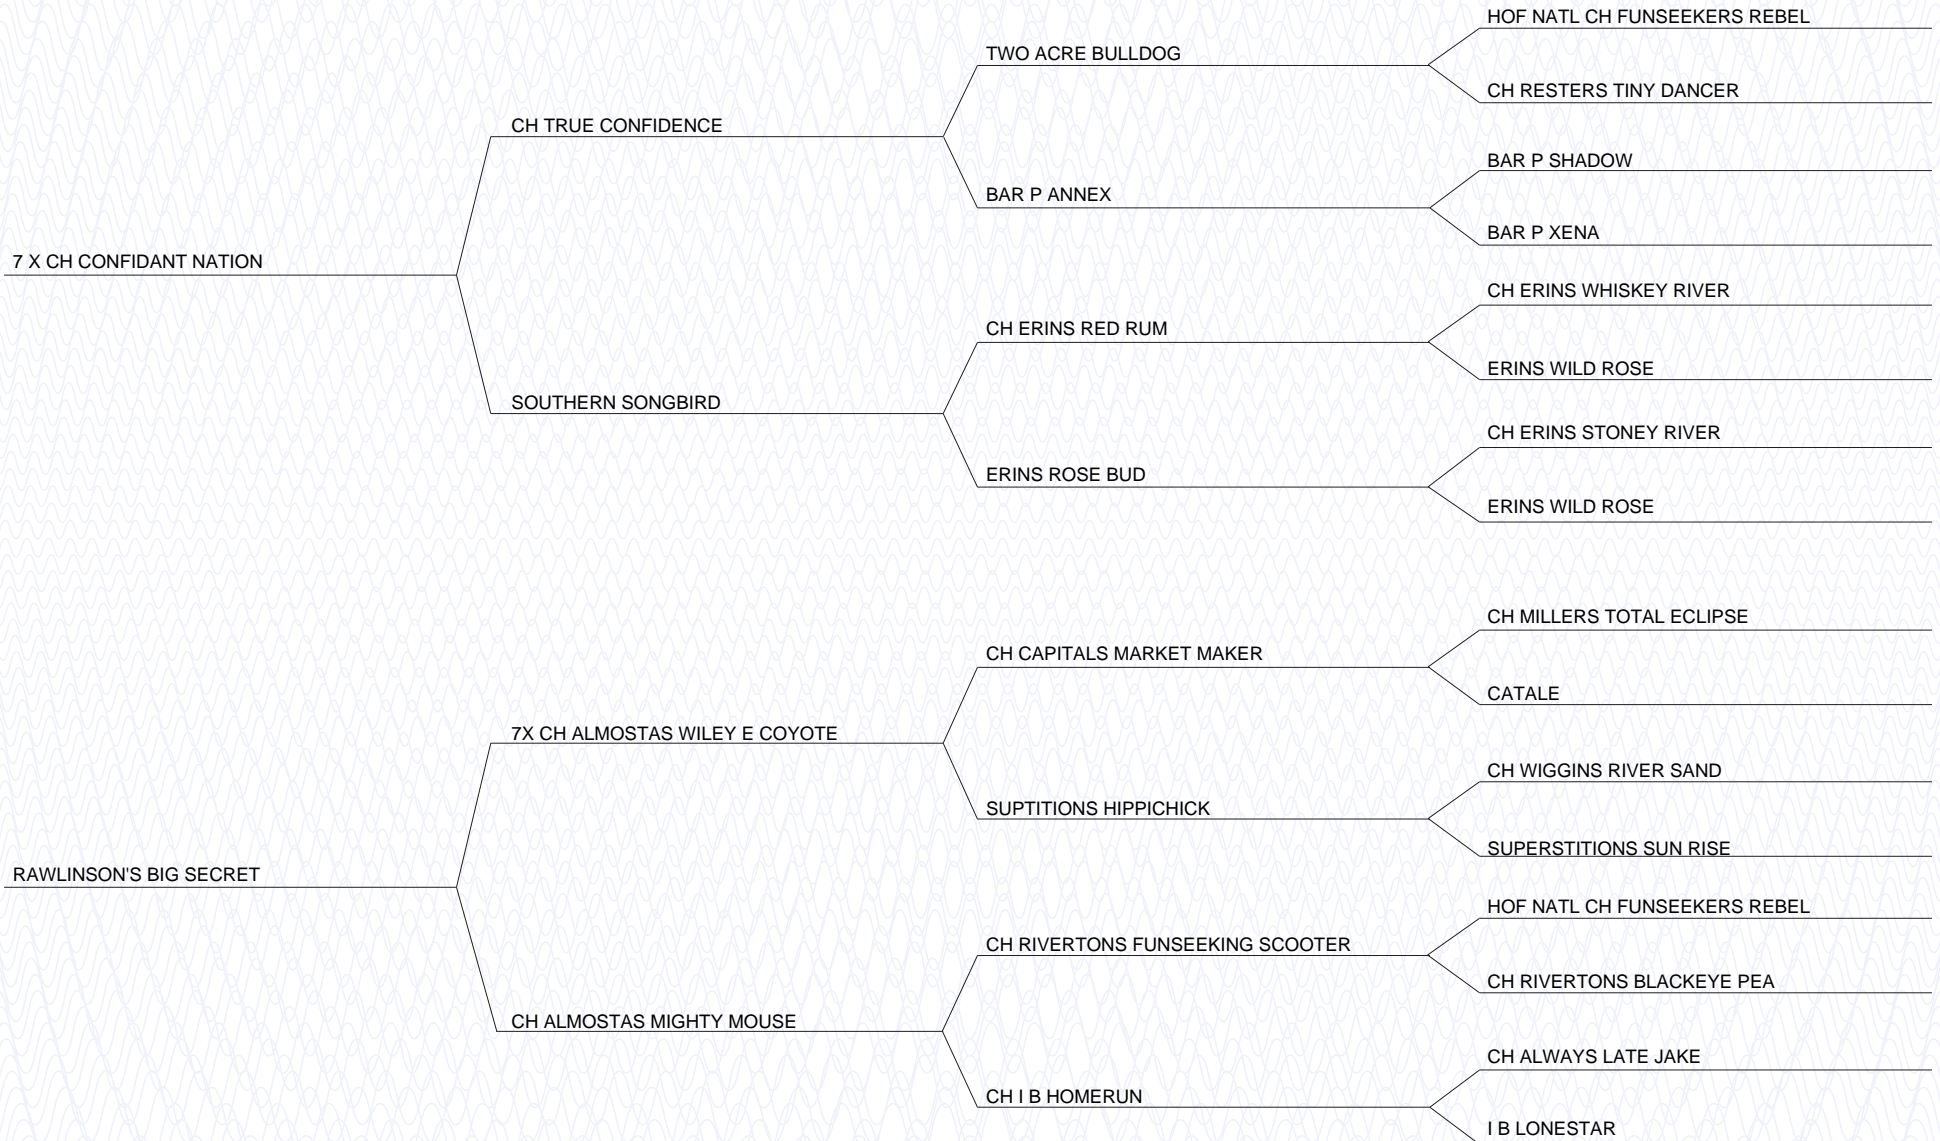 HOF NATL CH FUNSEEKERS REBEL
TWO ACRE BULLDOG
CH RESTERS TINY DANCER
CH TRUE CONFIDENCE
BAR P SHADOW
BAR P ANNEX
BAR P XENA
7 X CH CONFIDANT NATION
CH ERINS WHISKEY RIVER
CH ERINS RED RUM
ERINS WILD ROSE
SOUTHERN SONGBIRD
CH ERINS STONEY RIVER
ERINS ROSE BUD
ERINS WILD ROSE
CH MILLERS TOTAL ECLIPSE
CH CAPITALS MARKET MAKER
CATALE
7X CH ALMOSTAS WILEY E COYOTE
CH WIGGINS RIVER SAND
SUPTITIONS HIPPICHICK
SUPERSTITIONS SUN RISE
RAWLINSON'S BIG SECRET
HOF NATL CH FUNSEEKERS REBEL
CH RIVERTONS FUNSEEKING SCOOTER
CH RIVERTONS BLACKEYE PEA
CH ALMOSTAS MIGHTY MOUSE
CH ALWAYS LATE JAKE
CH I B HOMERUN
I B LONESTAR